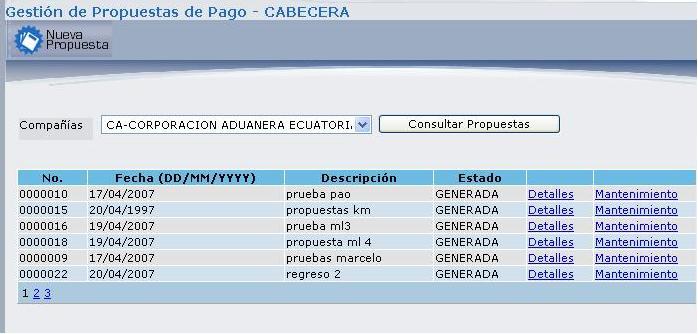 Gestión de Propuestas de Pago - CABECERA
Nueva
Propuesta
Compañías CA-CORPORACION ADUANERA ECUATORI. Consultar Propuestas
No. Fecha (DD/MM/YYYY) Descripción Estado
0000010 17/04/2007 prueba pao GENERADA Detalles Mantenimiento
0000015 20/04/1997 propuestas km GENERADA Detalles Mantenimiento
0000016 19/04/2007 prueba ml3 GENERADA Detalles Mantenimiento
0000018 19/04/2007 propuesta ml 4 GENERADA Detalles Mantenimiento
0000009 17/04/2007 pruebas marcelo GENERADA Detalles Mantenimiento
0000022 20/04/2007 regreso 2 GENERADA Detalles Mantenimiento
1 2 3